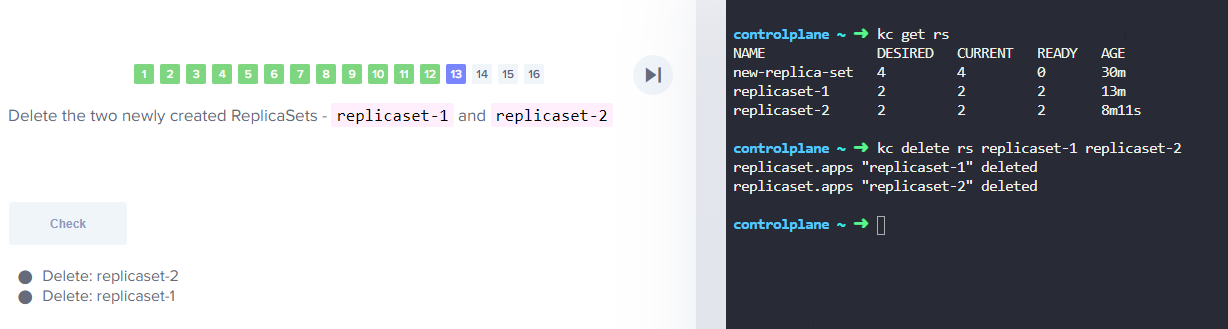 1 2 3 4 5 6 7 8 9 10 11 12 13 14 15 16
Delete the two newly created ReplicaSets - replicaset-1 and replicaset-2
Check
Delete: replicaset-2
Delete: replicaset-1
controlplane ~ ➜ kc get rs
NAME DESIRED CURRENT READY AGE
new-replica-set 4 4 0 30m
replicaset-1 2 2 2 13m
replicaset-2 2 2 2 8m11s
controlplane ~ ➜ kc delete rs replicaset-1 replicaset-2
replicaset.apps "replicaset-1" deleted
replicaset.apps "replicaset-2" deleted
controlplane ~ ➜